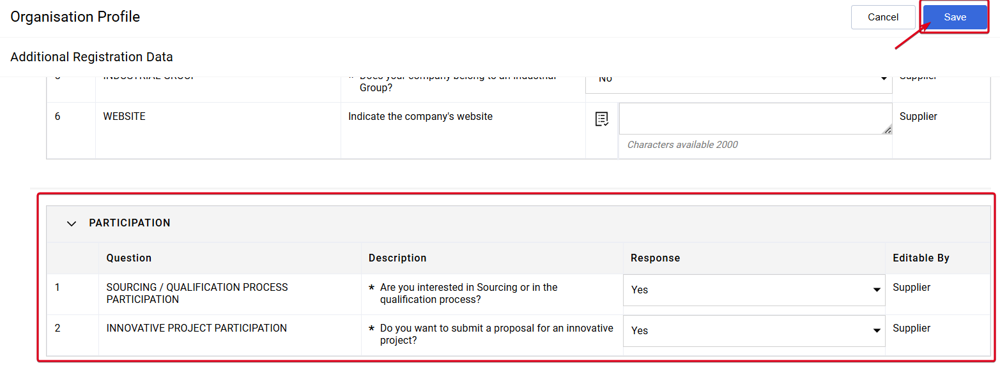 Organisation Profile
Cancel
Save
Additional Registration Data
INDUSTRIAL GROUP
* Does your company belong to an Industrial
Group?
No
Supplier
6
WEBSITE
Indicate the company's website
Supplier
Characters available 2000
PARTICIPATION
Question
Description
Response
Editable By
1
SOURCING / QUALIFICATION PROCESS
PARTICIPATION
* Are you interested in Sourcing or in the
qualification process?
Yes
Supplier
2
INNOVATIVE PROJECT PARTICIPATION
* Do you want to submit a proposal for an innovative
project?
Yes
Supplier